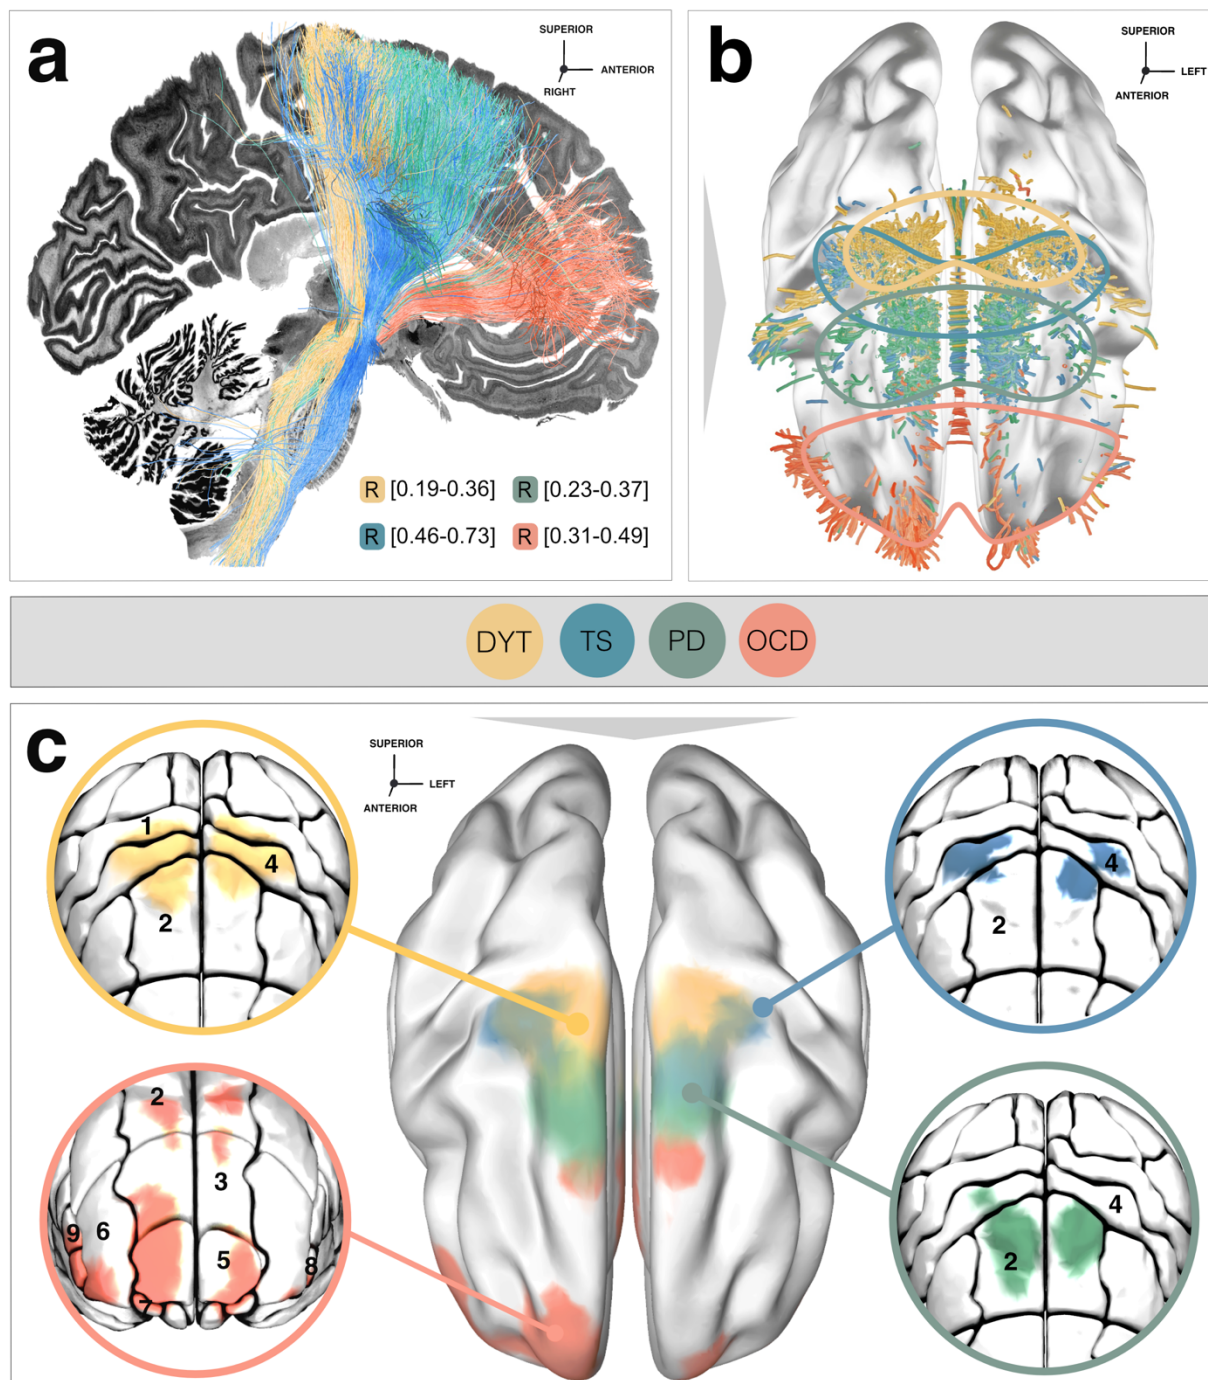 a
SUPERIOR
ANTERIOR
RIGHT
R [0.19-0.36]
R [0.23-0.37]
R [0.46-0.73]
R [0.31-0.49]
b
SUPERIOR
LEFT
ANTERIOR
DYT
TS
PD
OCD
c
SUPERIOR
LEFT
ANTERIOR
1
4
2
4
2
2
3
6
9
5
8
7
4
2